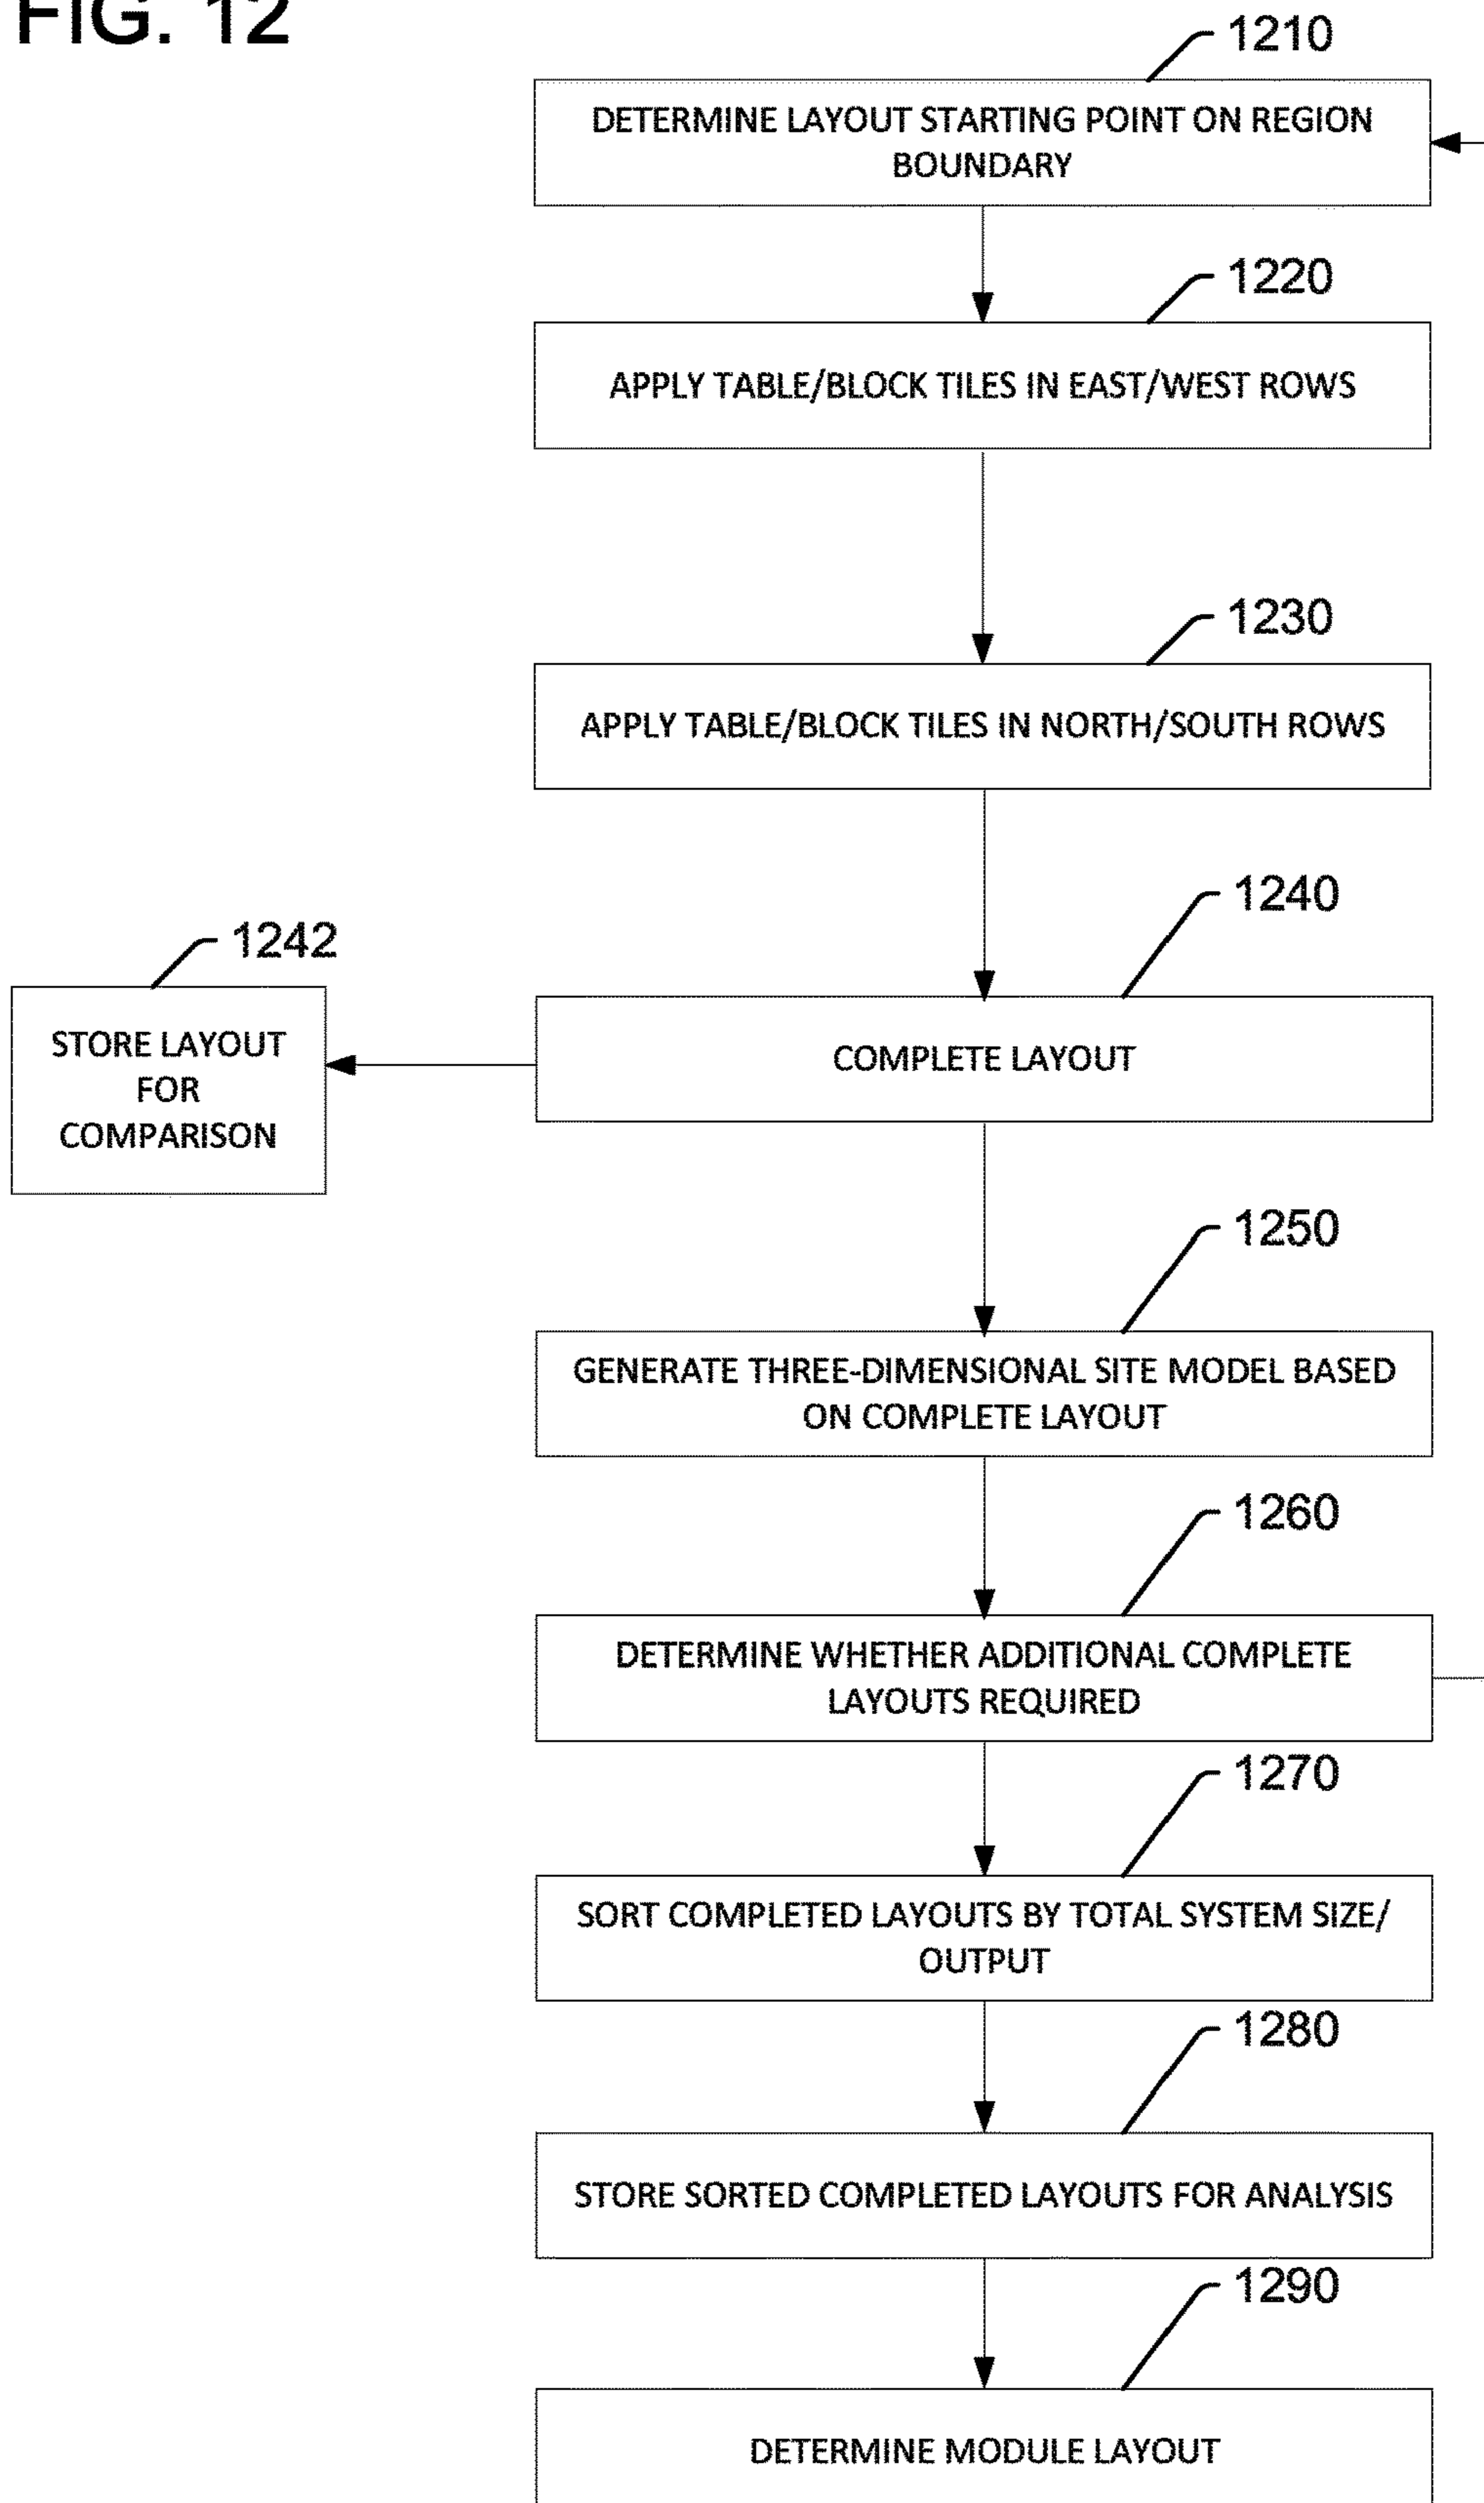 FIG. 12
1210
DETERMINE LAYOUT STARTING POINT ON REGION
BOUNDARY
1220
APPLY TABLE/BLOCK TILES IN EAST/WEST ROWS
1230
APPLY TABLE/BLOCK TILES IN NORTH/SOUTH ROWS
1240
COMPLETE LAYOUT
1242
STORE LAYOUT
FOR
COMPARISON
1250
GENERATE THREE-DIMENSIONAL SITE MODEL BASED
ON COMPLETE LAYOUT
1260
DETERMINE WHETHER ADDITIONAL COMPLETE
LAYOUTS REQUIRED
1270
SORT COMPLETED LAYOUTS BY TOTAL SYSTEM SIZE/
OUTPUT
1280
STORE SORTED COMPLETED LAYOUTS FOR ANALYSIS
1290
DETERMINE MODULE LAYOUT